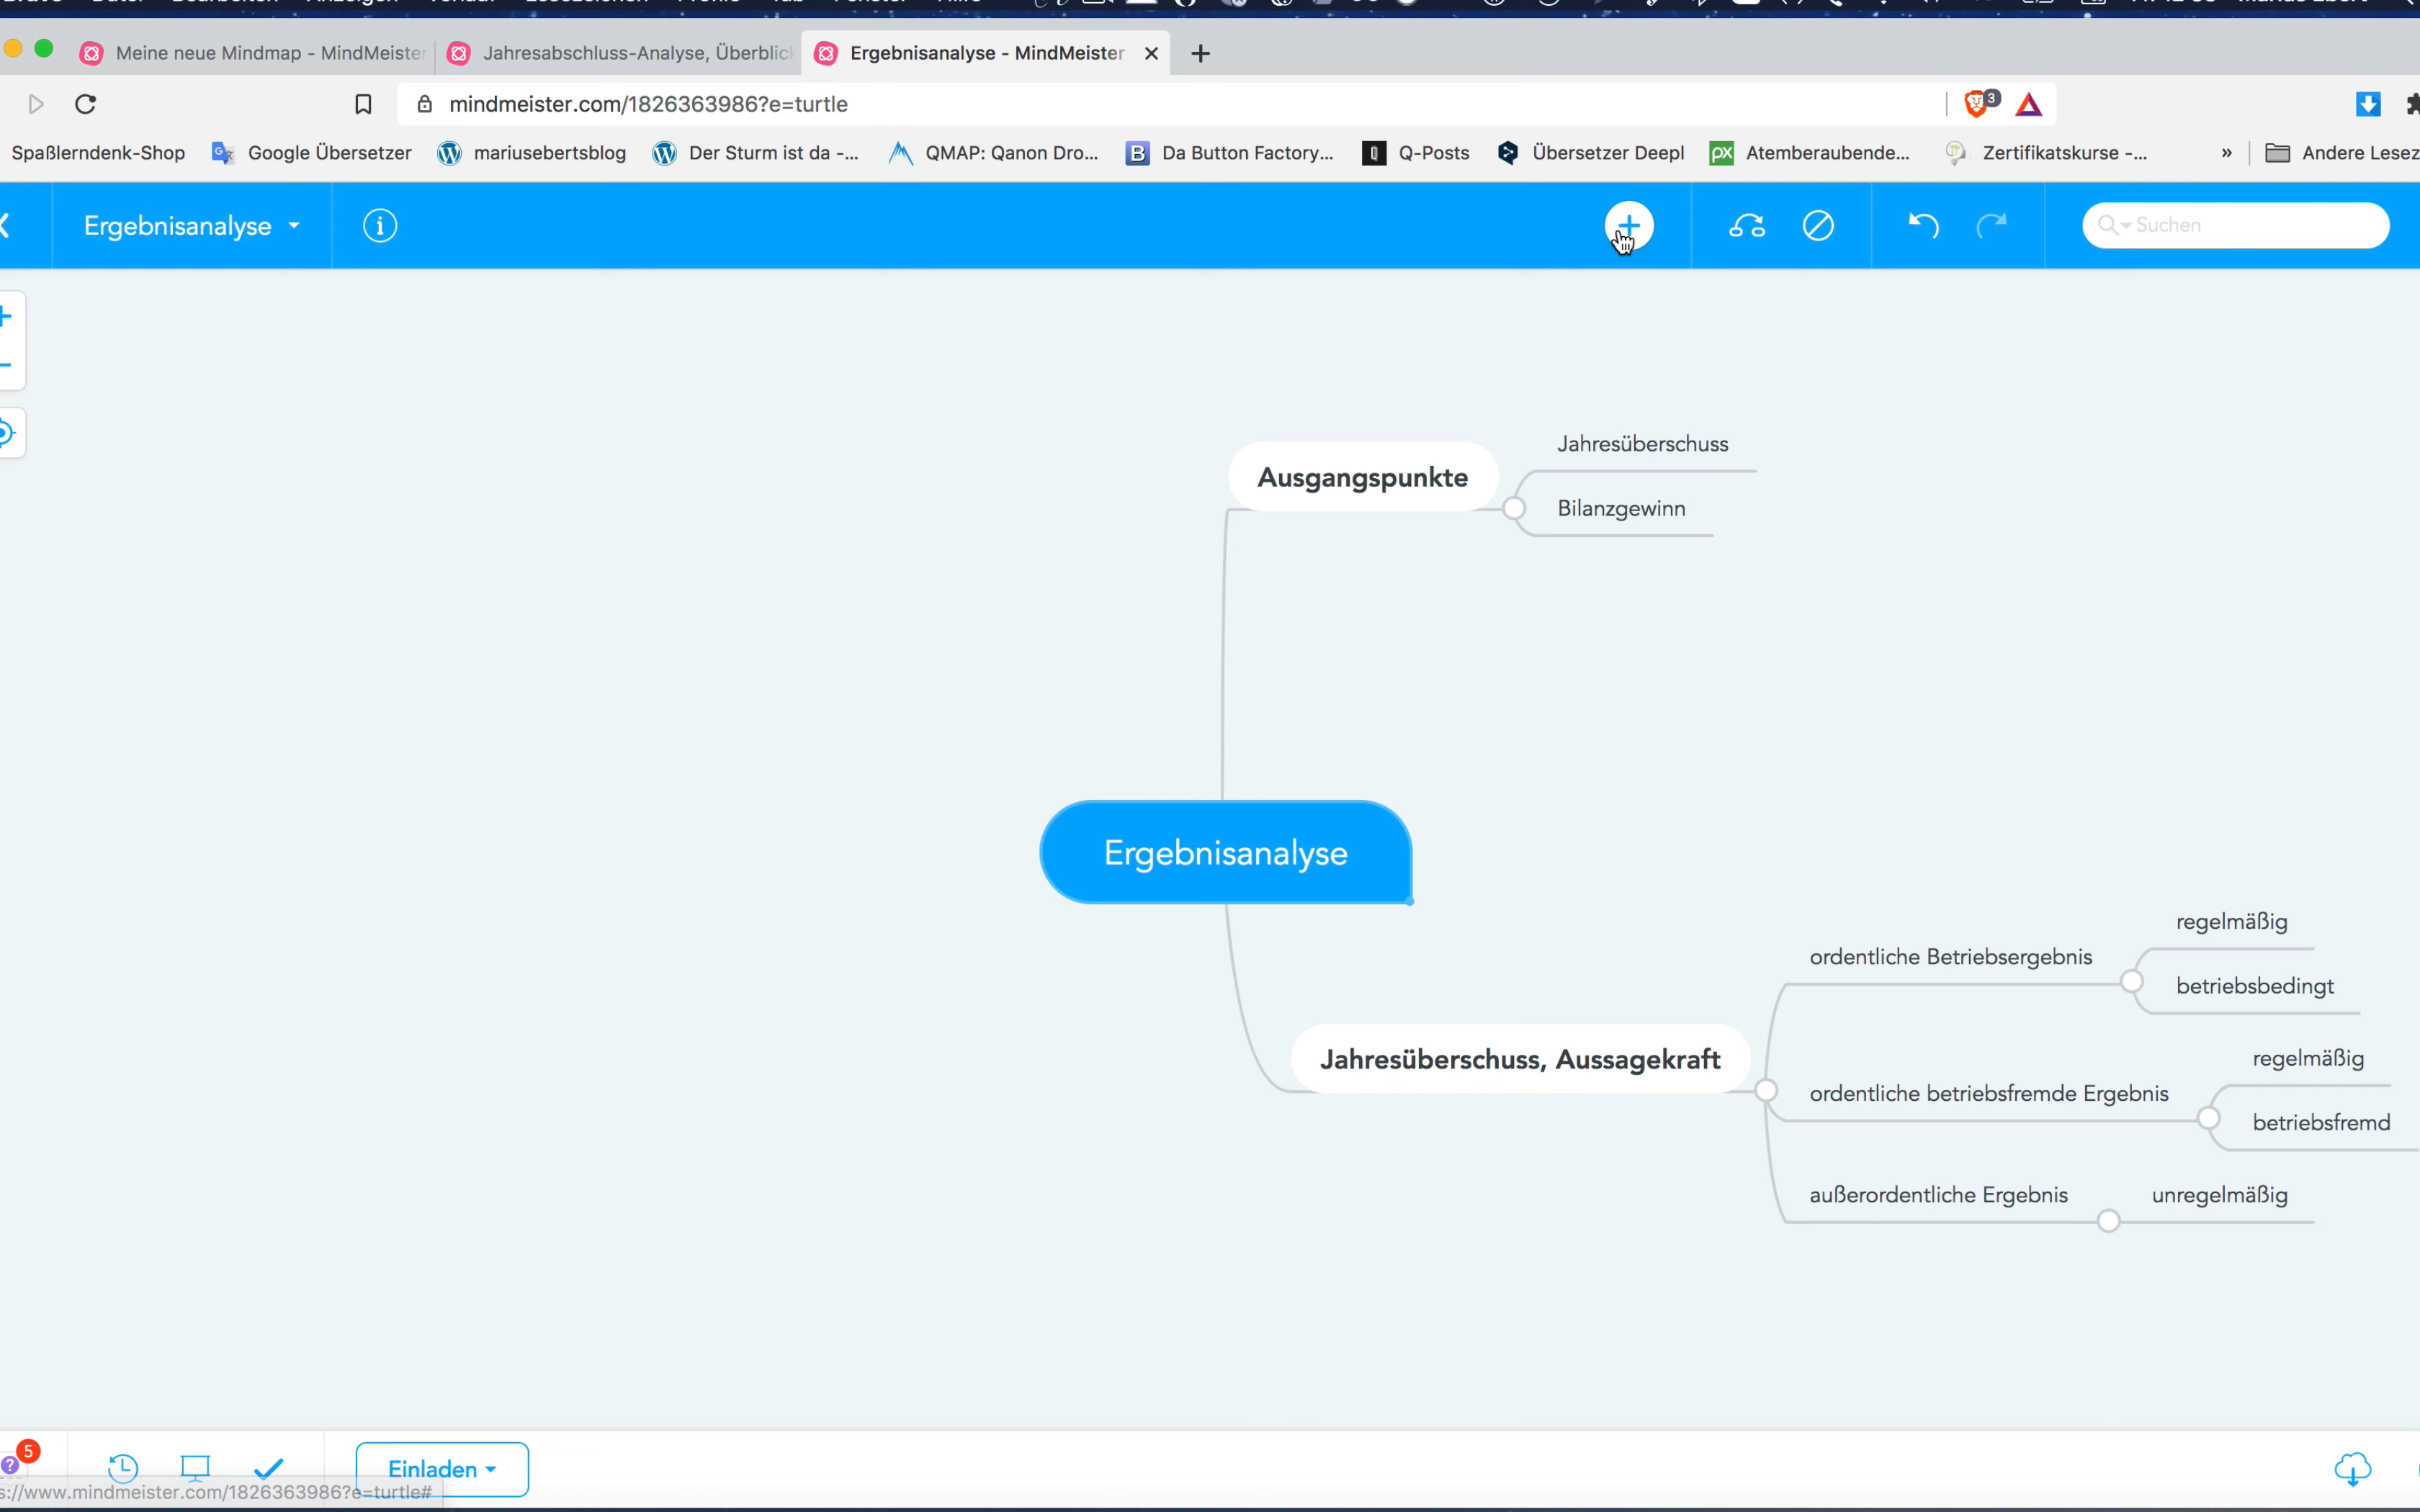 Meine neue Mindmap - MindMeister
Jahresabschluss-Analyse, Überblick
Ergebnisanalyse - MindMeister
mindmeister.com/1826363986?e=turtle
3
Spaßlerndenk-Shop
Google Übersetzer
mariusebertsblog
Der Sturm ist da -...
QMAP: Qanon Dro...
B
Da Button Factory...
Q-Posts
Übersetzer Deepl
px
Atemberaubende...
Zertifikatskurse -...
»
Andere Lesez
Ergebnisanalyse
Suchen
Ausgangspunkte
Jahresüberschuss
Bilanzgewinn
Ergebnisanalyse
Jahresüberschuss, Aussagekraft
ordentliche Betriebsergebnis
regelmäßig
betriebsbedingt
ordentliche betriebsfremde Ergebnis
regelmäßig
betriebsfremd
außerordentliche Ergebnis
unregelmäßig
5
Einladen
s://www.mindmeister.com/1826363986?e=turtle#